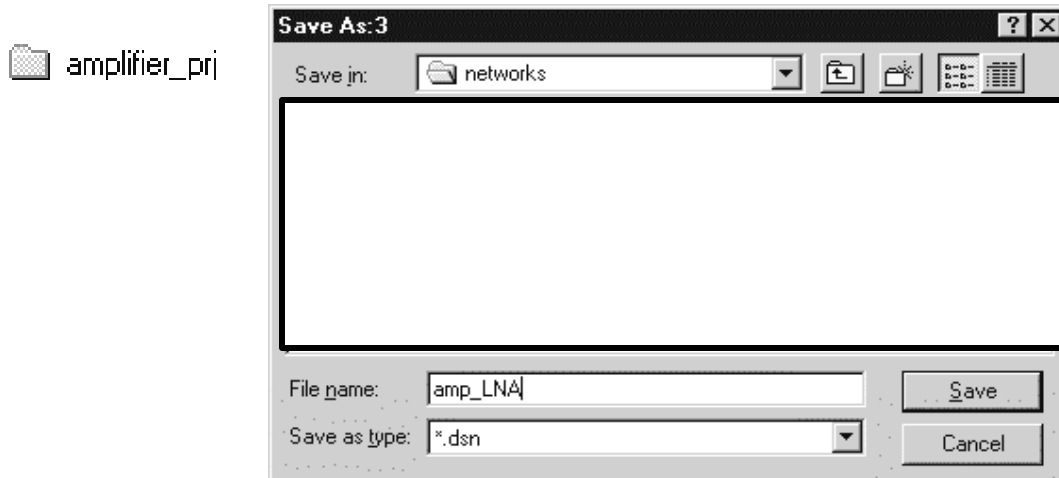 amplifier_prj
Save As:3
Save in: networks
File name: amp_LNA
Save
Save as type: *.dsn
Cancel